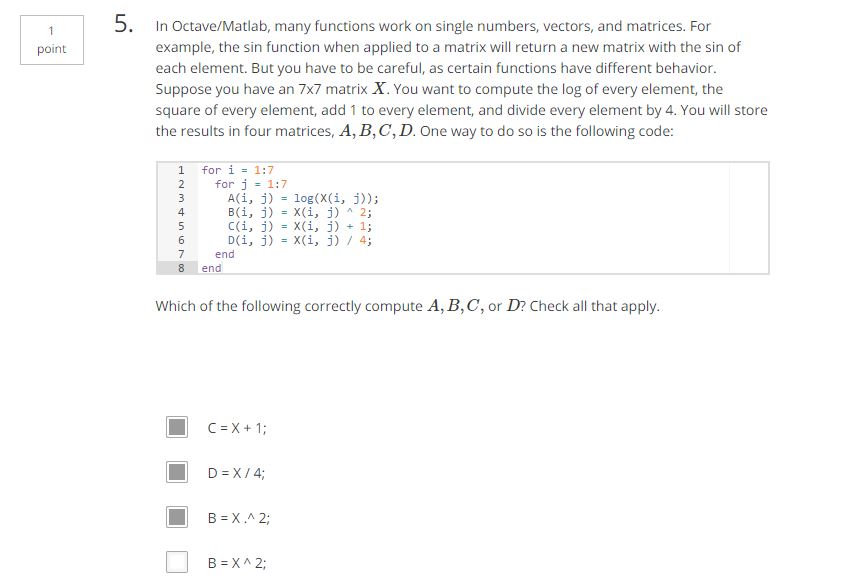 1
point
5. In Octave/Matlab, many functions work on single numbers, vectors, and matrices. For
example, the sin function when applied to a matrix will return a new matrix with the sin of
each element. But you have to be careful, as certain functions have different behavior.
Suppose you have an 7x7 matrix X. You want to compute the log of every element, the
square of every element, add 1 to every element, and divide every element by 4. You will store
the results in four matrices, A, B, C, D. One way to do so is the following code:
1 for i = 1:7
2   for j = 1:7
3     A(i, j) = log(X(i, j));
4     B(i, j) = X(i, j) ^ 2;
5     C(i, j) = X(i, j) + 1;
6     D(i, j) = X(i, j) / 4;
7   end
8 end
Which of the following correctly compute A, B, C, or D? Check all that apply.
C = X + 1;
D = X / 4;
B = X .^ 2;
B = X ^ 2;